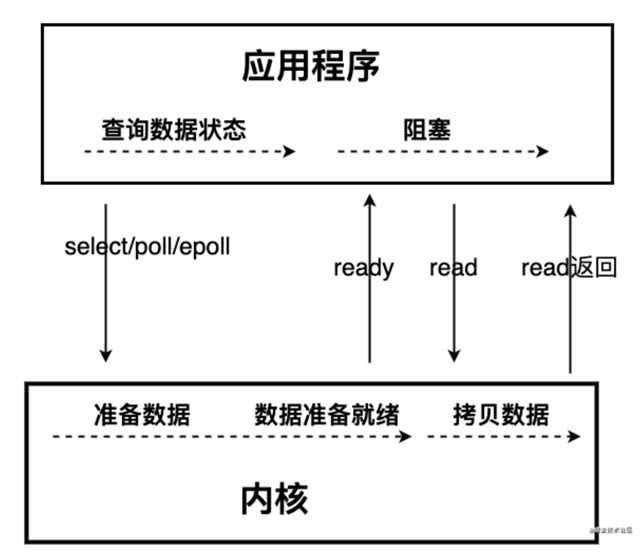 应用程序
查询数据状态 阻塞
select/poll/epoll
ready read read返回
准备数据 数据准备就绪 拷贝数据
内核